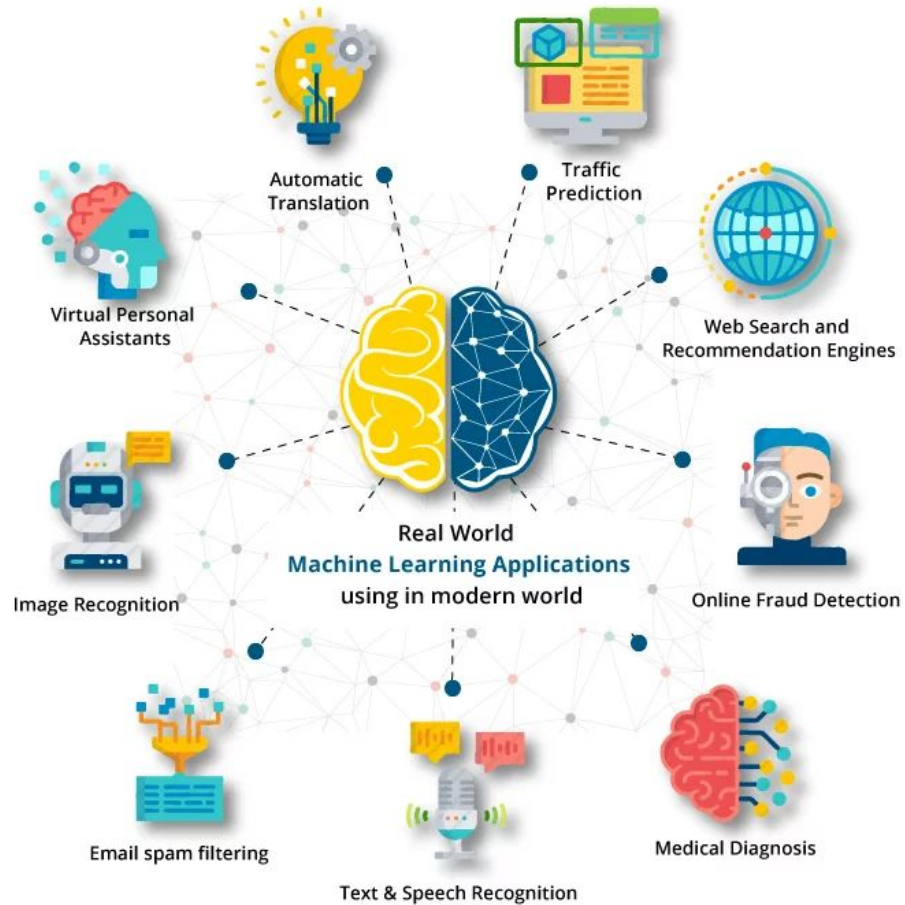 Automatic
Translation
Traffic
Prediction
Virtual Personal
Assistants
Web Search and
Recommendation Engines
Real World
Machine Learning Applications
using in modern world
Image Recognition
Online Fraud Detection
Email spam filtering
Text & Speech Recognition
Medical Diagnosis